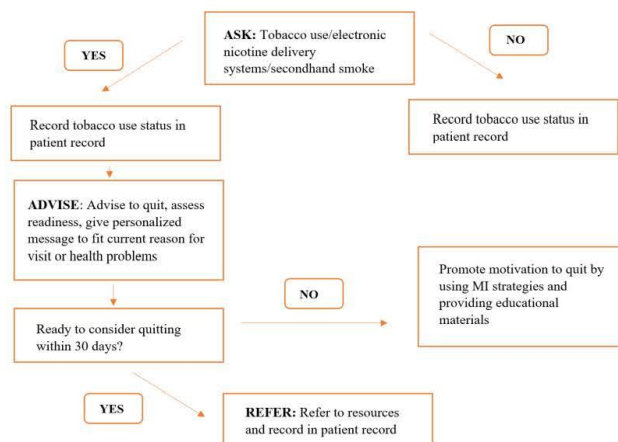 ASK: Tobacco use/electronic
nicotine delivery
systems/secondhand smoke
YES
NO
Record tobacco use status in
patient record
Record tobacco use status in
patient record
ADVISE: Advise to quit, assess
readiness, give personalized
message to fit current reason for
visit or health problems
Ready to consider quitting
within 30 days?
NO
Promote motivation to quit by
using MI strategies and
providing educational
materials
YES
REFER: Refer to resources
and record in patient record